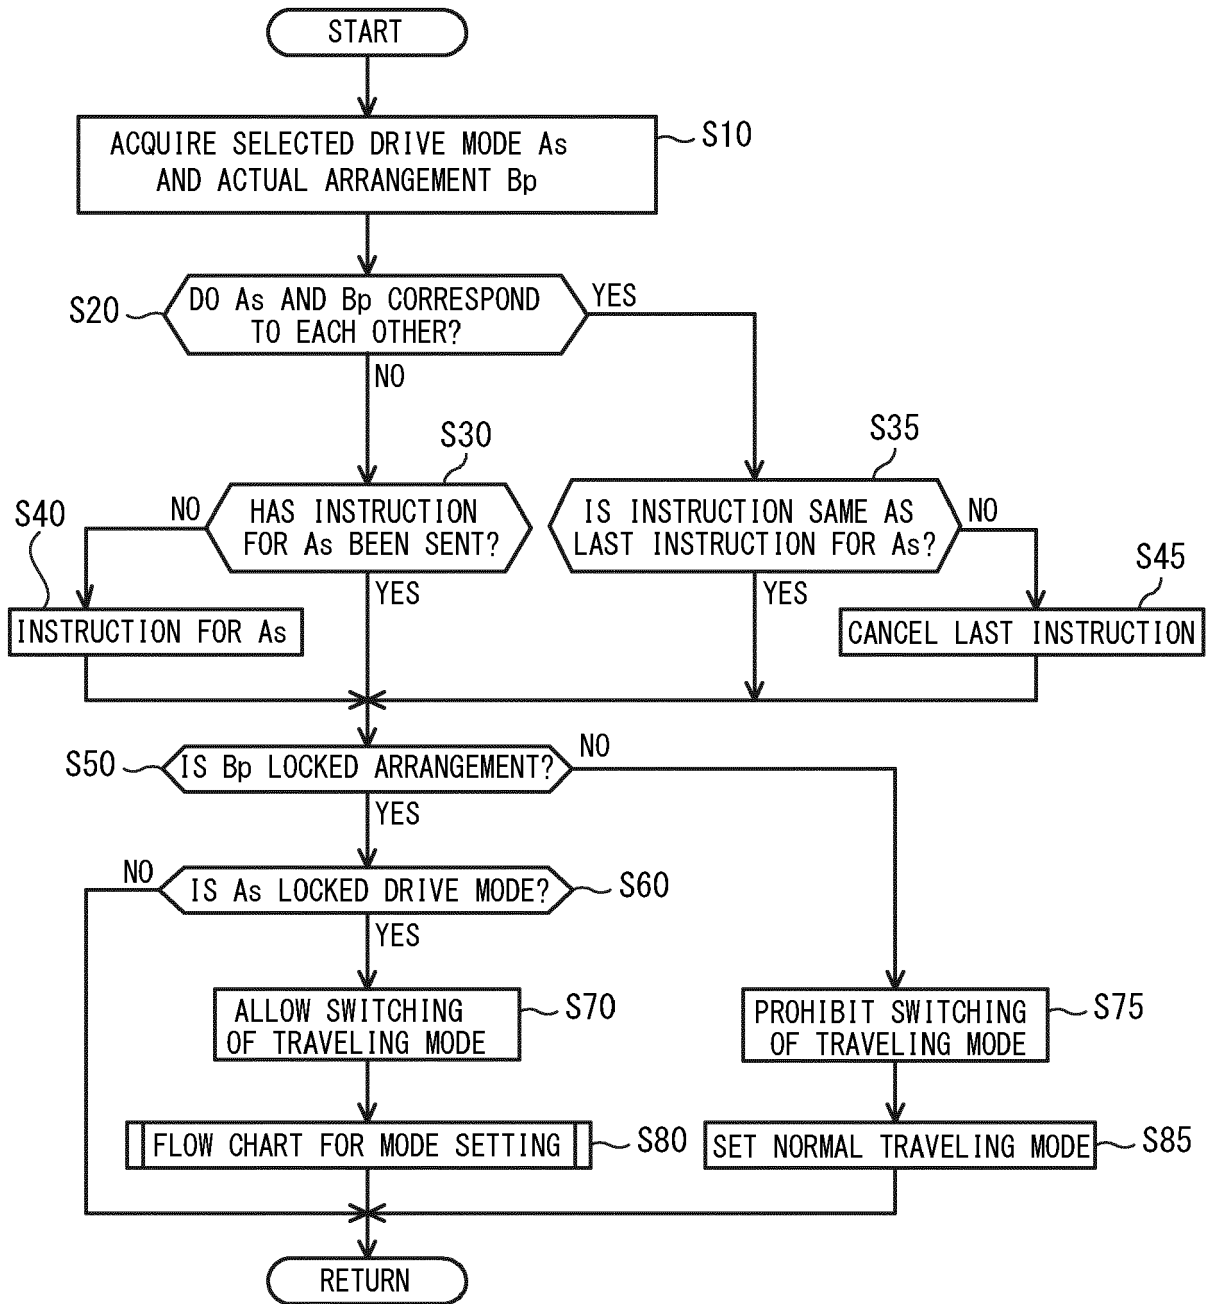 START
ACQUIRE SELECTED DRIVE MODE As
AND ACTUAL ARRANGEMENT Bp
S10
DO As AND Bp CORRESPOND
TO EACH OTHER?
S20
YES
NO
S30
S35
HAS INSTRUCTION
FOR As BEEN SENT?
NO
YES
IS INSTRUCTION SAME AS
LAST INSTRUCTION FOR As?
NO
YES
S40
INSTRUCTION FOR As
S45
CANCEL LAST INSTRUCTION
S50
IS Bp LOCKED ARRANGEMENT?
NO
YES
NO
IS As LOCKED DRIVE MODE?
S60
YES
ALLOW SWITCHING
OF TRAVELING MODE
S70
PROHIBIT SWITCHING
OF TRAVELING MODE
S75
FLOW CHART FOR MODE SETTING
S80
SET NORMAL TRAVELING MODE
S85
RETURN